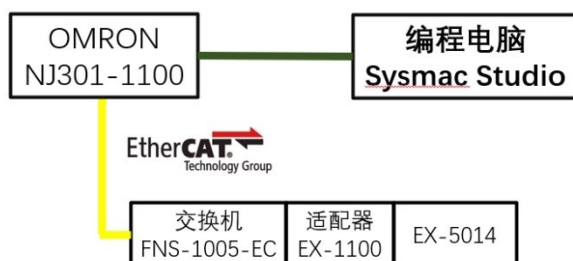 OMRON
NJ301-1100
编程电脑
Sysmac Studio
EtherCAT®
Technology Group
交换机
FNS-1005-EC
适配器
EX-1100
EX-5014